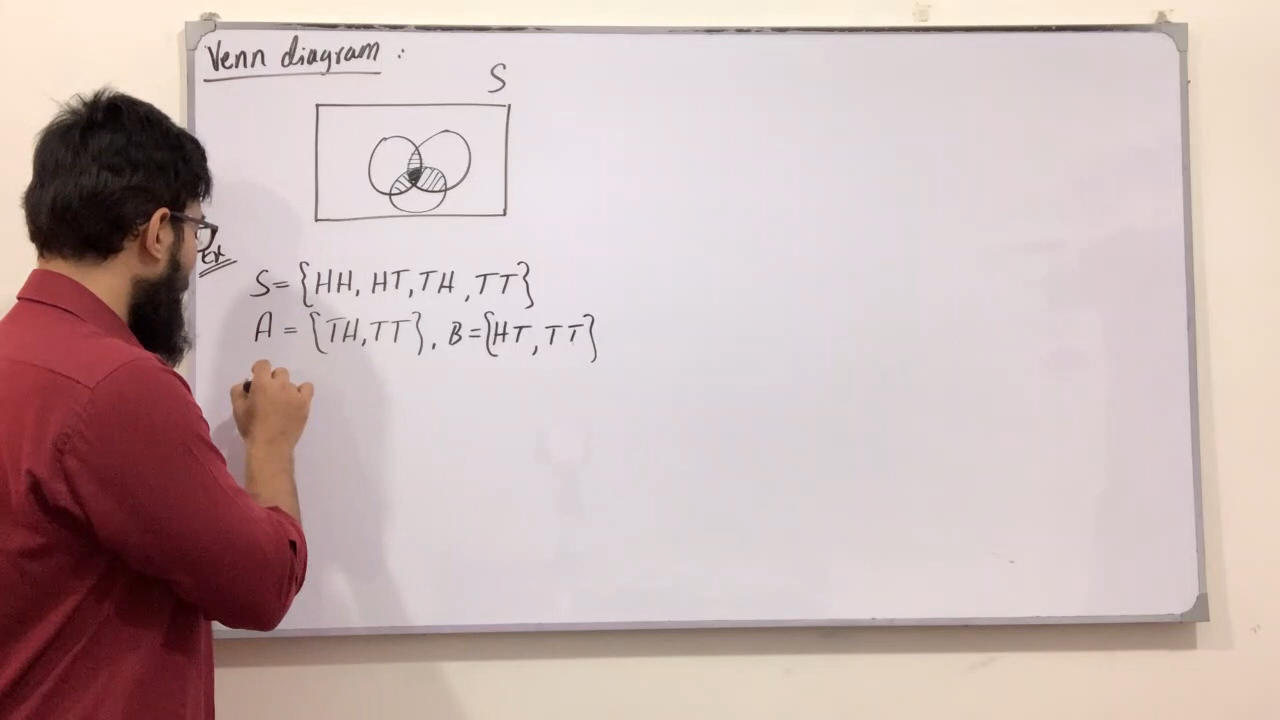 Venn diagram :
S
Ex
S = {HH, HT, TH, TT}
A = {TH, TT}, B = {HT, TT}